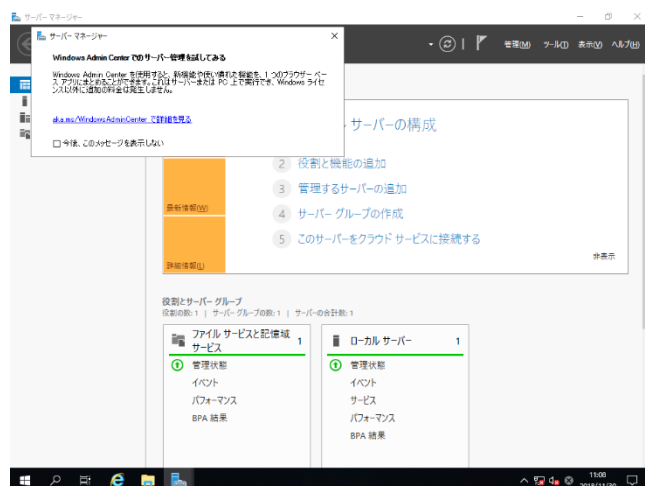 サーバー マネージャー
サーバー マネージャー
Windows Admin Center でのサーバー管理を試してみる
Windows Admin Center を使用すると、新機能や使い慣れた機能を、1 つのブラウザー ベー
ス アプリにまとめることができます。これはサーバーまたは PC 上で実行でき、Windows ライセ
ンス以外に追加の料金は発生しません。
aka.ms/WindowsAdminCenter で詳細を見る
今後、このメッセージを表示しない
管理(M) ツール(T) 表示(V) ヘルプ(H)
サーバーの構成
2 役割と機能の追加
3 管理するサーバーの追加
最新情報(W)
4 サーバー グループの作成
5 このサーバーをクラウド サービスに接続する
詳細情報(L)
非表示
役割とサーバー グループ
役割の数: 1 | サーバー グループの数: 1 | サーバーの合計数: 1
ファイル サービスと記憶域
サービス
1
管理状態
イベント
パフォーマンス
BPA 結果
ローカル サーバー 1
管理状態
イベント
サービス
パフォーマンス
BPA 結果
11:08
2018/11/30